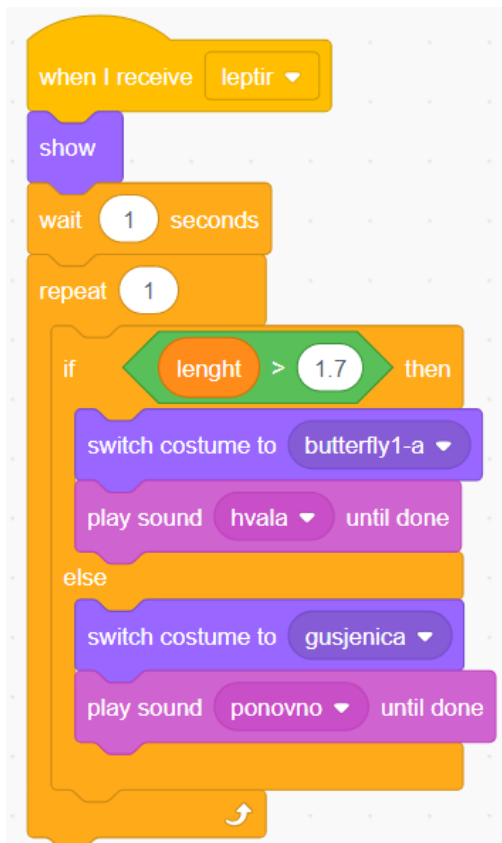 when I receive leptir
show
wait 1 seconds
repeat 1
if lenght > 1.7 then
switch costume to butterfly1-a
play sound hvala until done
else
switch costume to gusjenica
play sound ponovno until done